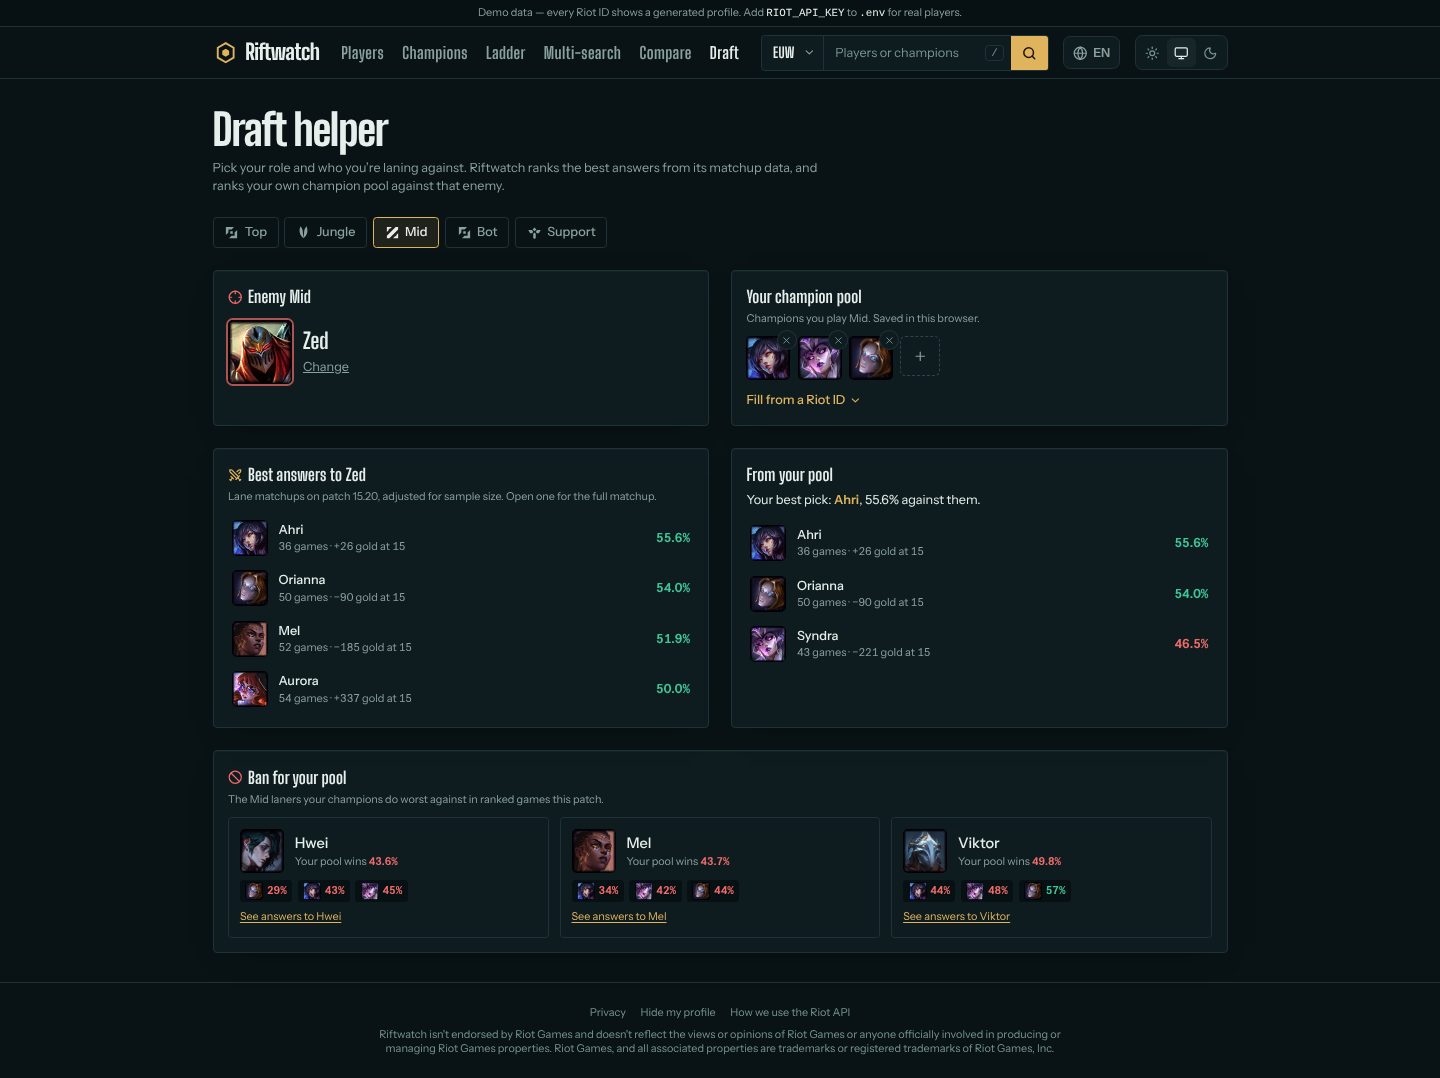 Demo data — every Riot ID shows a generated profile. Add RIOT_API_KEY to .env for real players.
Riftwatch Players Champions Ladder Multi-search Compare Draft EUW Players or champions / EN
Draft helper
Pick your role and who you're laning against. Riftwatch ranks the best answers from its matchup data, and
ranks your own champion pool against that enemy.
Top Jungle Mid Bot Support
Enemy Mid
Zed
Change
Your champion pool
Champions you play Mid. Saved in this browser.
Fill from a Riot ID
Best answers to Zed
Lane matchups on patch 15.20, adjusted for sample size. Open one for the full matchup.
Ahri
36 games · +26 gold at 15
55.6%
Orianna
50 games · −90 gold at 15
54.0%
Mel
52 games · −185 gold at 15
51.9%
Aurora
54 games · +337 gold at 15
50.0%
From your pool
Your best pick: Ahri, 55.6% against them.
Ahri
36 games · +26 gold at 15
55.6%
Orianna
50 games · −90 gold at 15
54.0%
Syndra
43 games · −221 gold at 15
46.5%
Ban for your pool
The Mid laners your champions do worst against in ranked games this patch.
Hwei
Your pool wins 43.6%
29% 43% 45%
See answers to Hwei
Mel
Your pool wins 43.7%
34% 42% 44%
See answers to Mel
Viktor
Your pool wins 49.8%
44% 48% 57%
See answers to Viktor
Privacy Hide my profile How we use the Riot API
Riftwatch isn't endorsed by Riot Games and doesn't reflect the views or opinions of Riot Games or anyone officially involved in producing or
managing Riot Games properties. Riot Games, and all associated properties are trademarks or registered trademarks of Riot Games, Inc.